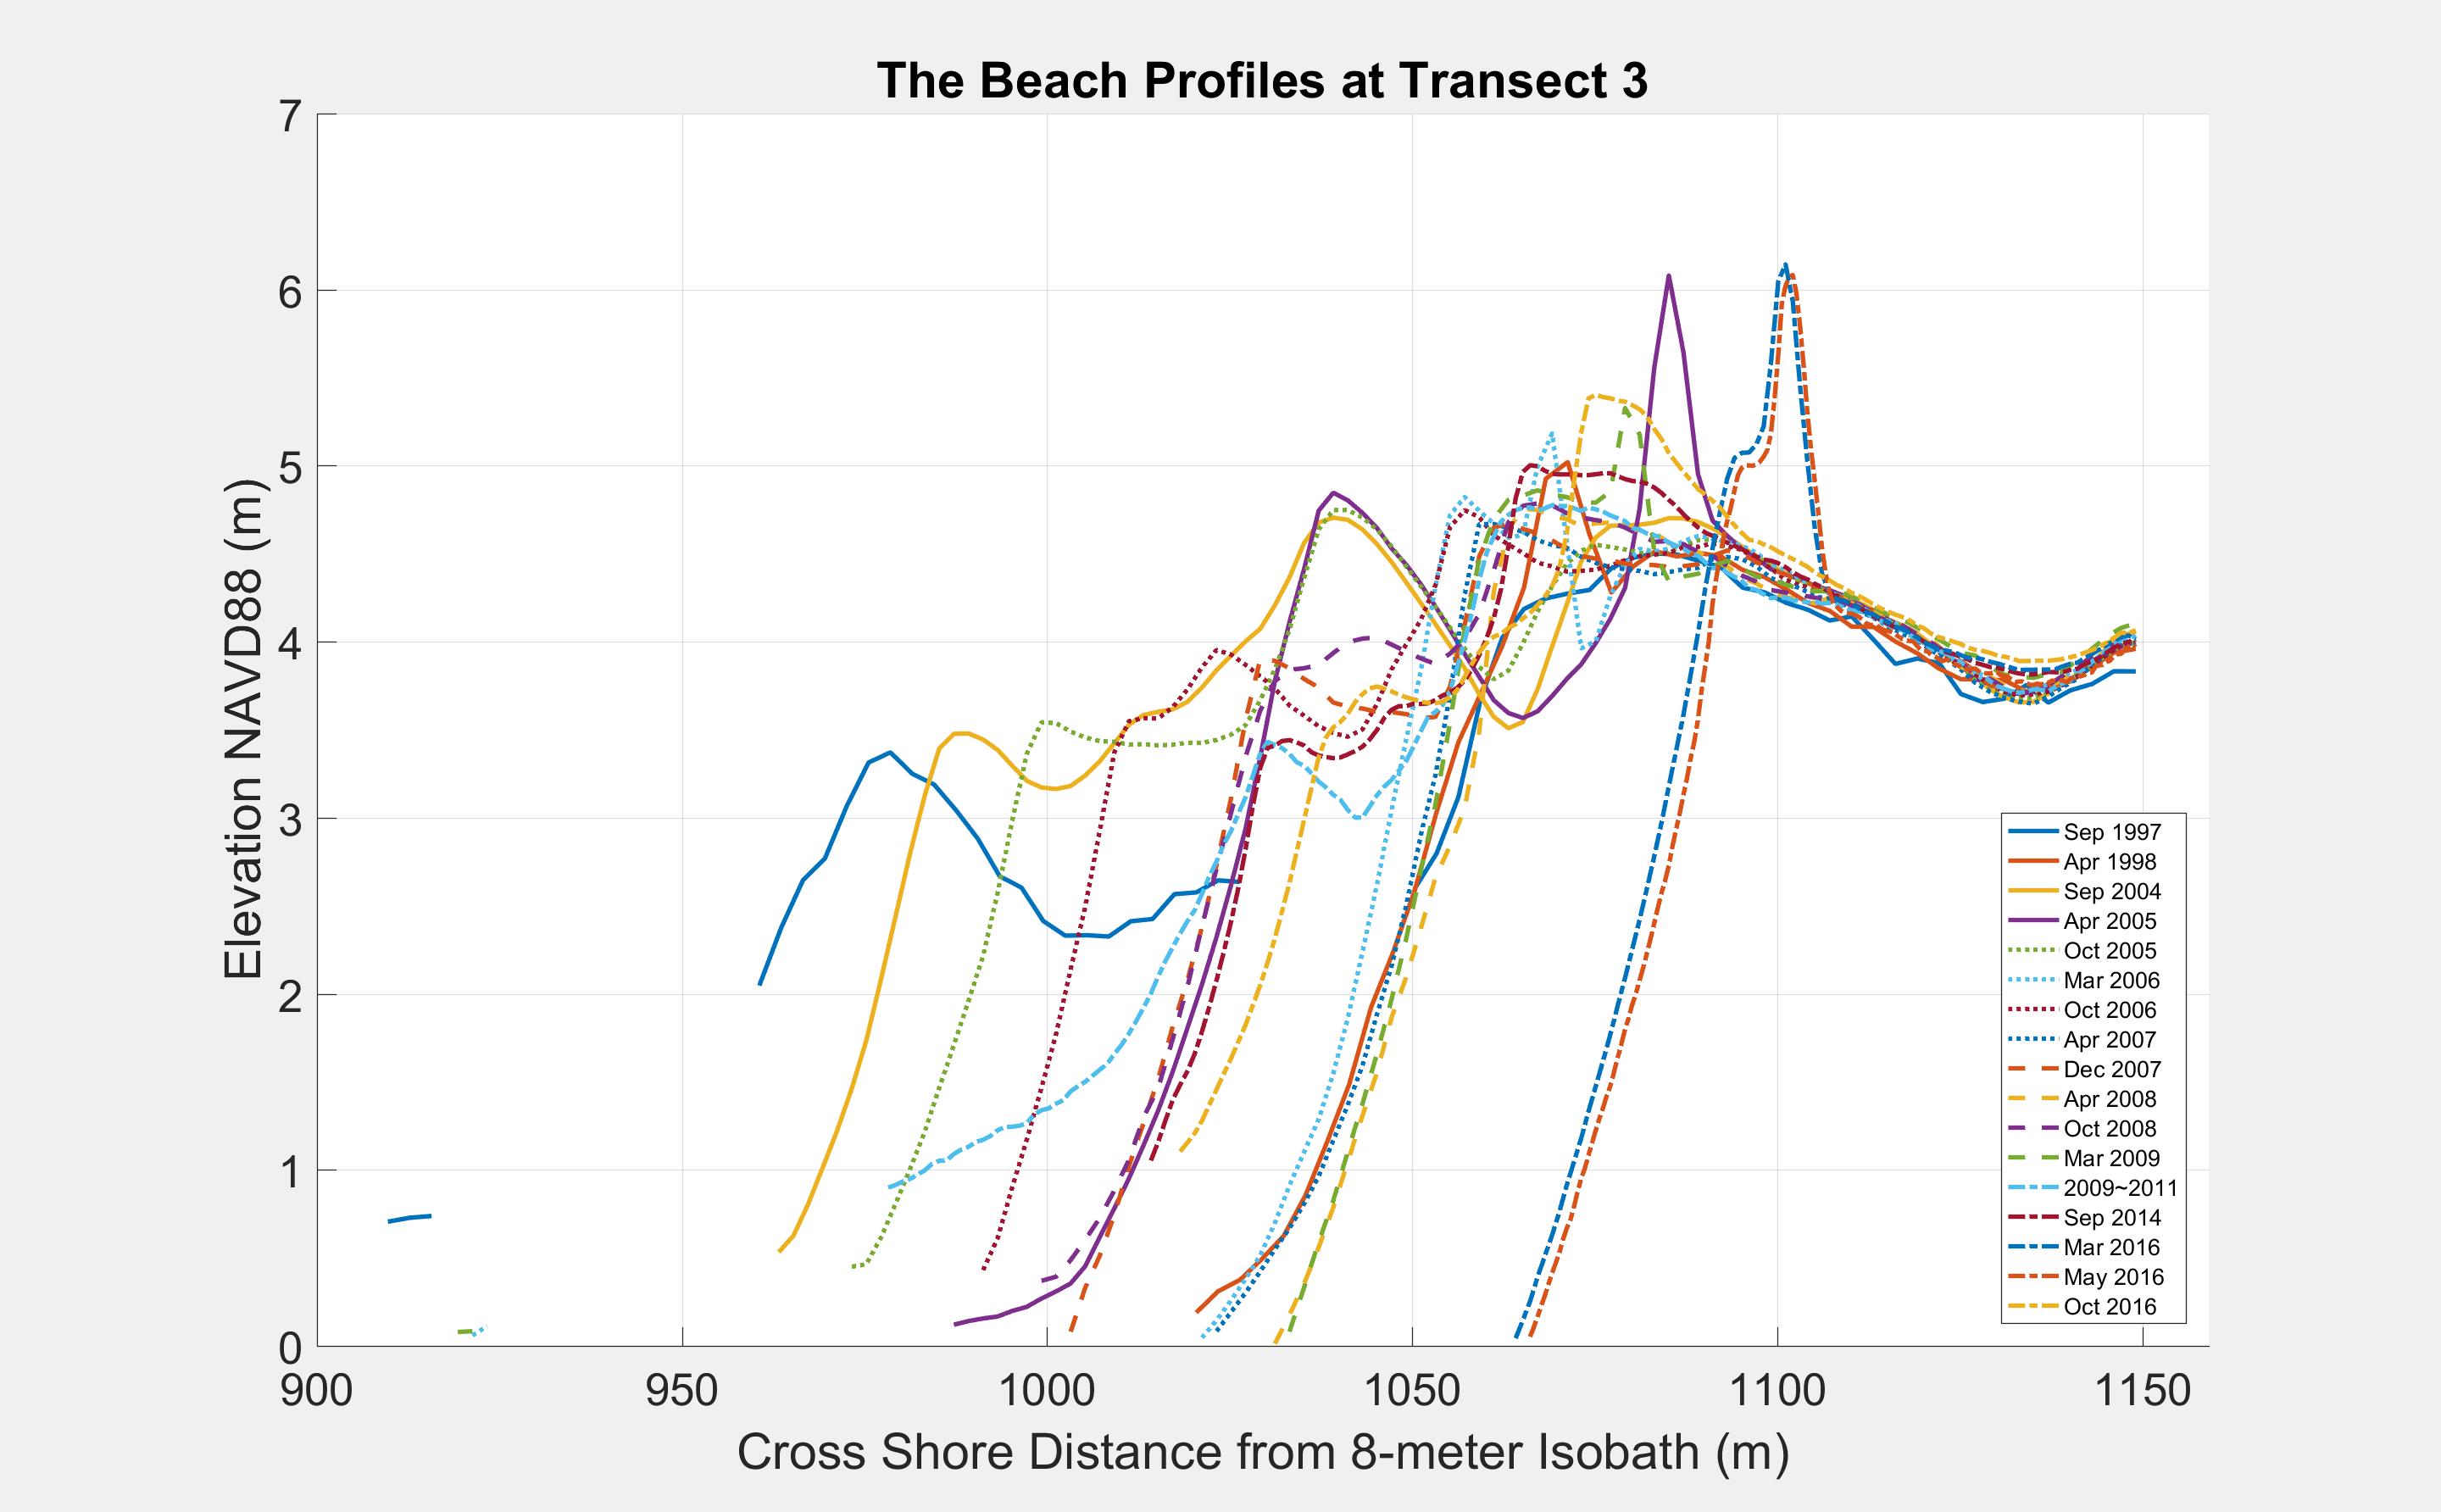 The Beach Profiles at Transect 3
7
6
5
4
3
2
1
0
Elevation NAVD88 (m)
900 950 1000 1050 1100 1150
Cross Shore Distance from 8-meter Isobath (m)
Sep 1997
Apr 1998
Sep 2004
Apr 2005
Oct 2005
Mar 2006
Oct 2006
Apr 2007
Dec 2007
Apr 2008
Oct 2008
Mar 2009
2009~2011
Sep 2014
Mar 2016
May 2016
Oct 2016